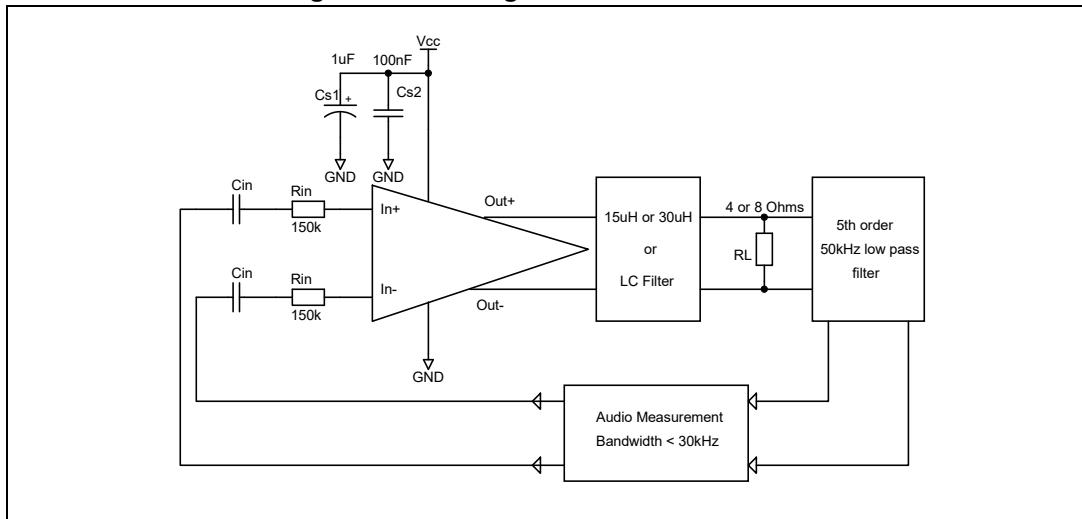 Vcc
1uF
100nF
Cs1
+
Cs2
GND
GND
Cin
Rin
150k
In+
Out+
Cin
Rin
150k
In-
Out-
GND
15uH or 30uH
or
LC Filter
4 or 8 Ohms
RL
5th order
50kHz low pass
filter
Audio Measurement
Bandwidth < 30kHz